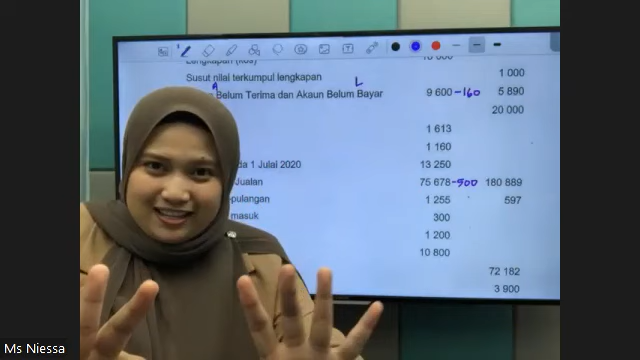 Susut nilai terkumpul lengkapan 1 000
A L
Belum Terima dan Akaun Belum Bayar 9 600 -160 5 890
20 000
1 613
1 160
1 Julai 2020 13 250
Jualan 75 678 -500 180 889
pulangan 1 255 597
masuk 300
1 200
10 800
72 182
3 900
Ms Niessa